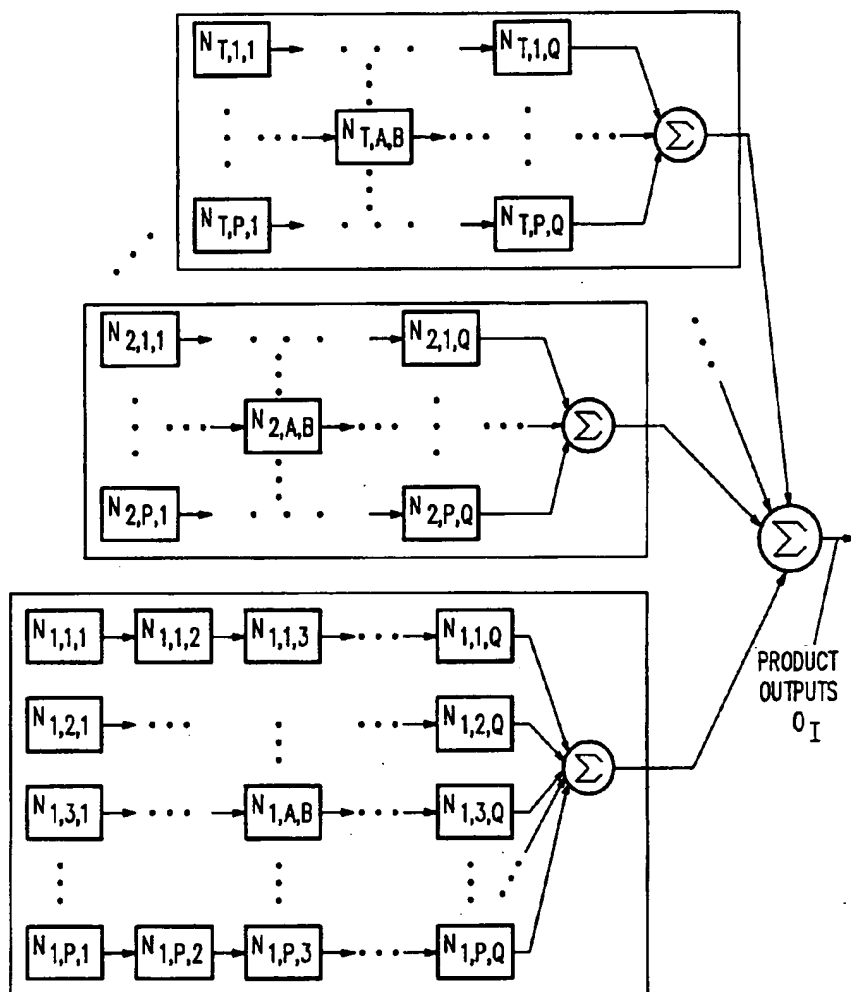 N T,1,1 N T,1,Q
N T,A,B Σ
N T,P,1 N T,P,Q
N 2,1,1 N 2,1,Q
N 2,A,B Σ
N 2,P,1 N 2,P,Q
Σ
N 1,1,1 N 1,1,2 N 1,1,3 N 1,1,Q
PRODUCT
OUTPUTS
O I
N 1,2,1 N 1,2,Q
Σ
N 1,3,1 N 1,A,B N 1,3,Q
N 1,P,1 N 1,P,2 N 1,P,3 N 1,P,Q